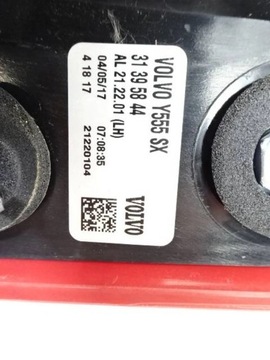 VOLVO Y555 SX
31 39 58 44
AL 21.22.01 (LH)
04/05/17 07:08:35
4 18 17 21220104
VOLVO